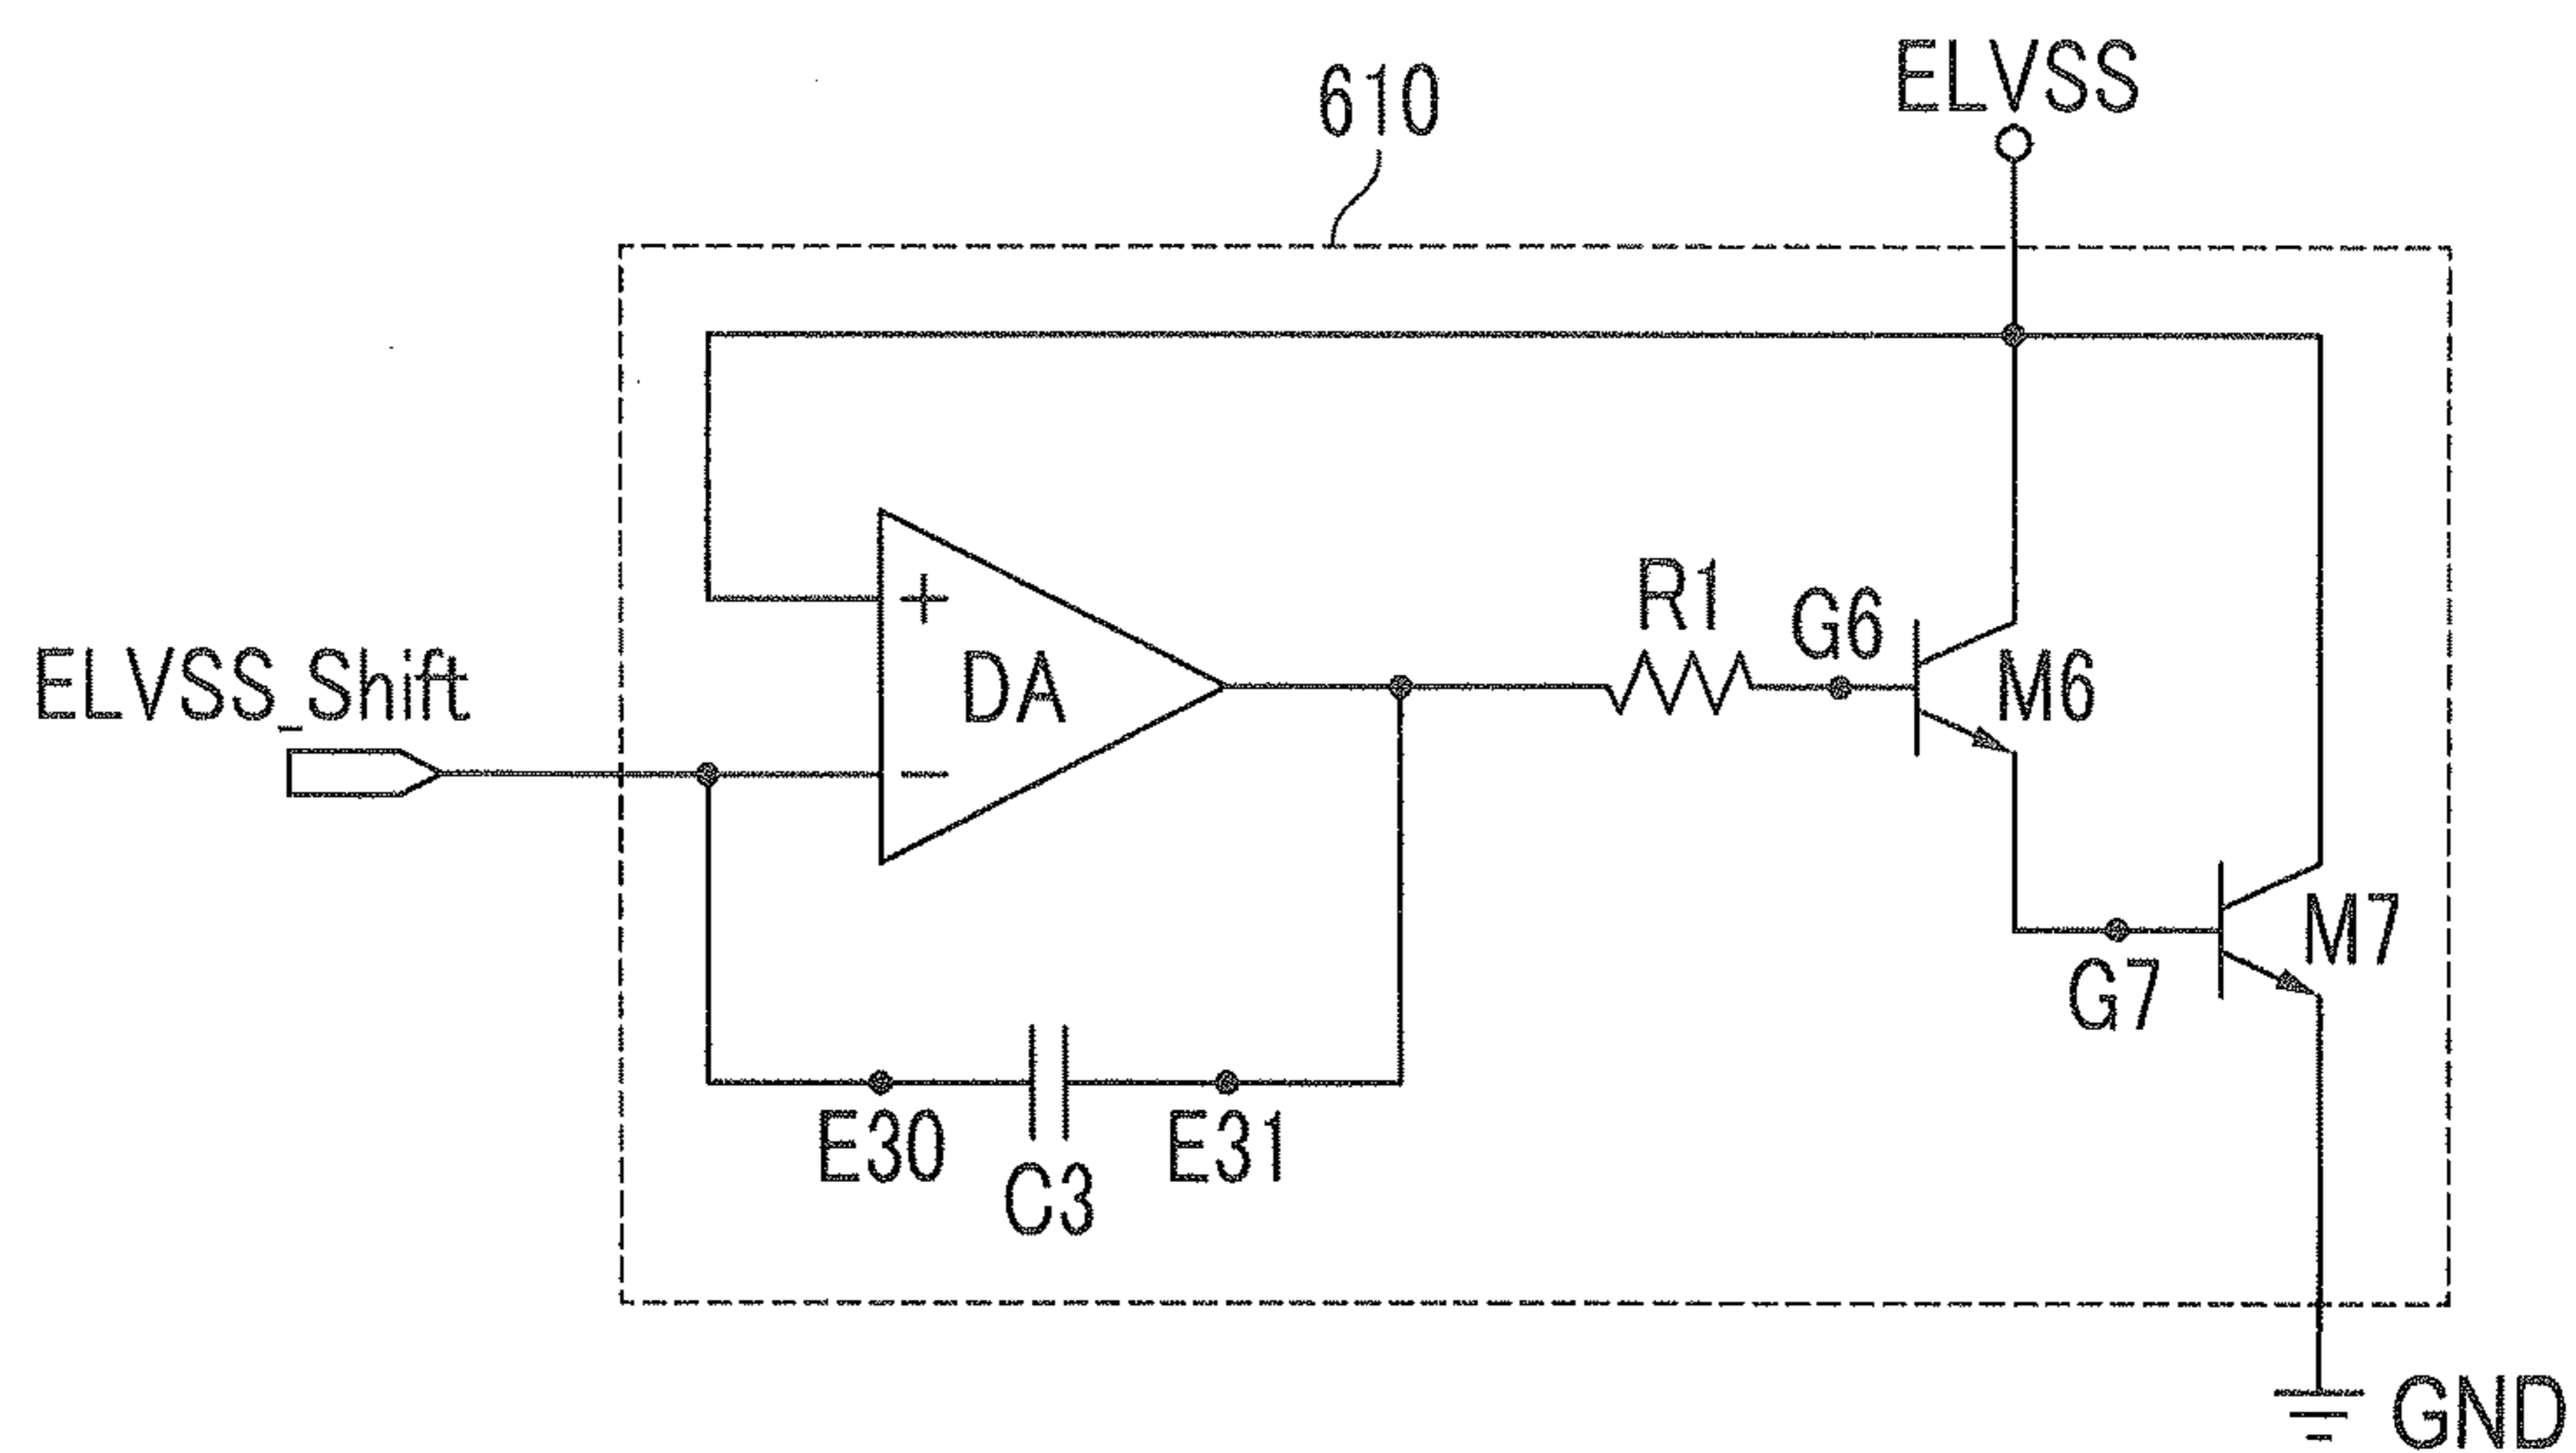 ELVSS
610
+
DA
−
ELVSS_Shift
R1
G6
M6
M7
G7
E30
C3
E31
GND